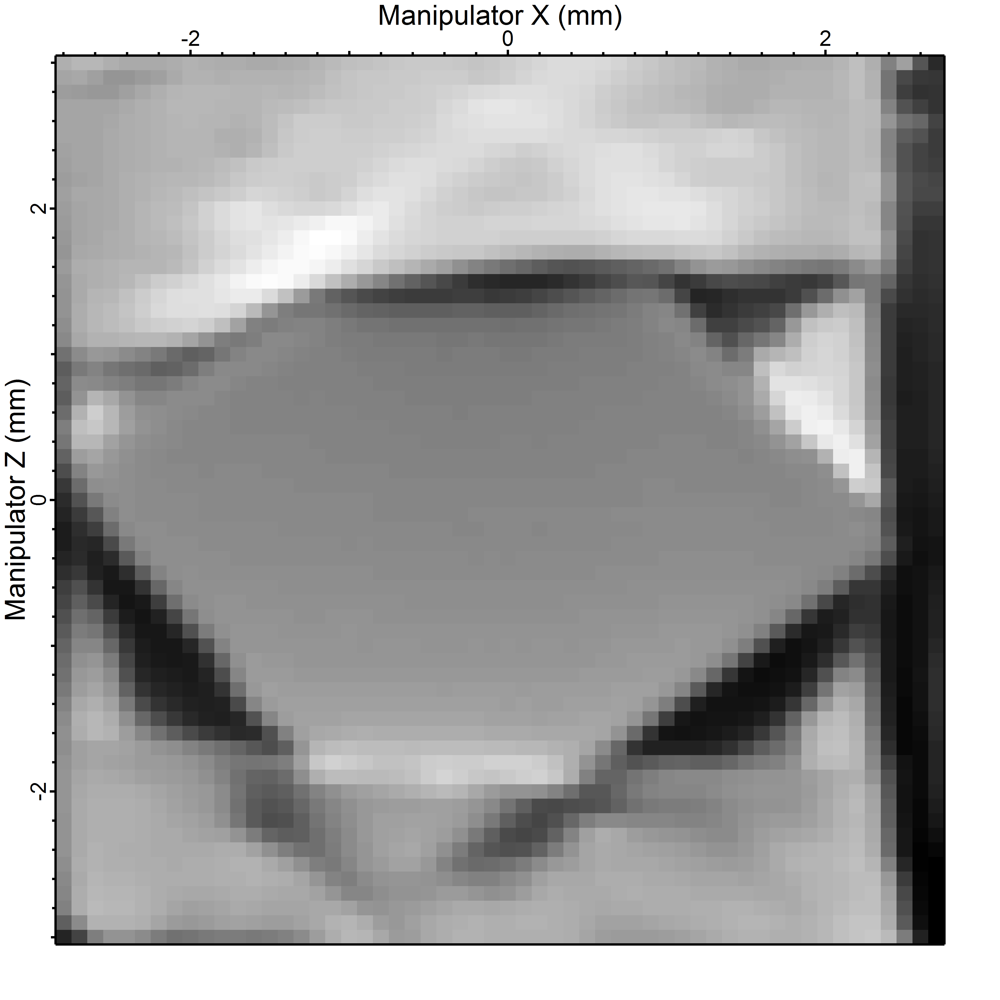 Manipulator X (mm)
-2 0 2
Manipulator Z (mm)
2
0
-2